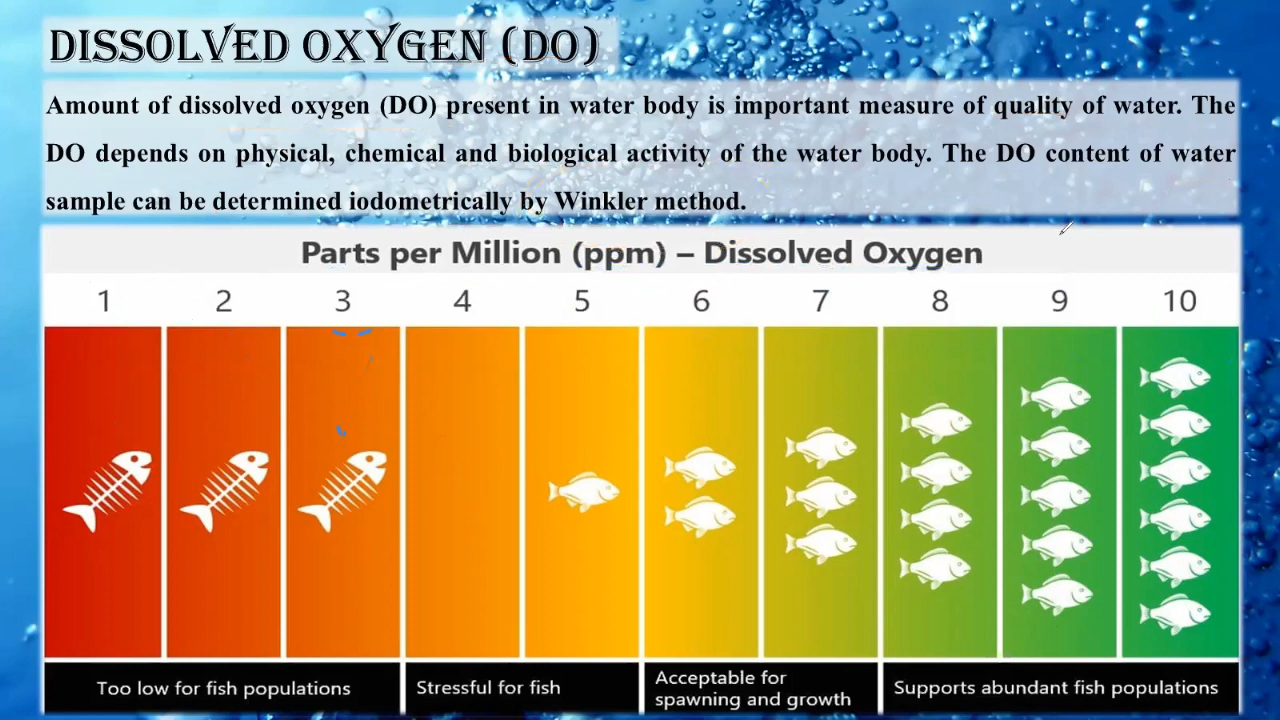 DISSOLVED OXYGEN (DO)
Amount of dissolved oxygen (DO) present in water body is important measure of quality of water. The
DO depends on physical, chemical and biological activity of the water body. The DO content of water
sample can be determined iodometrically by Winkler method.
Parts per Million (ppm) – Dissolved Oxygen
1 2 3 4 5 6 7 8 9 10
Too low for fish populations
Stressful for fish
Acceptable for
spawning and growth
Supports abundant fish populations